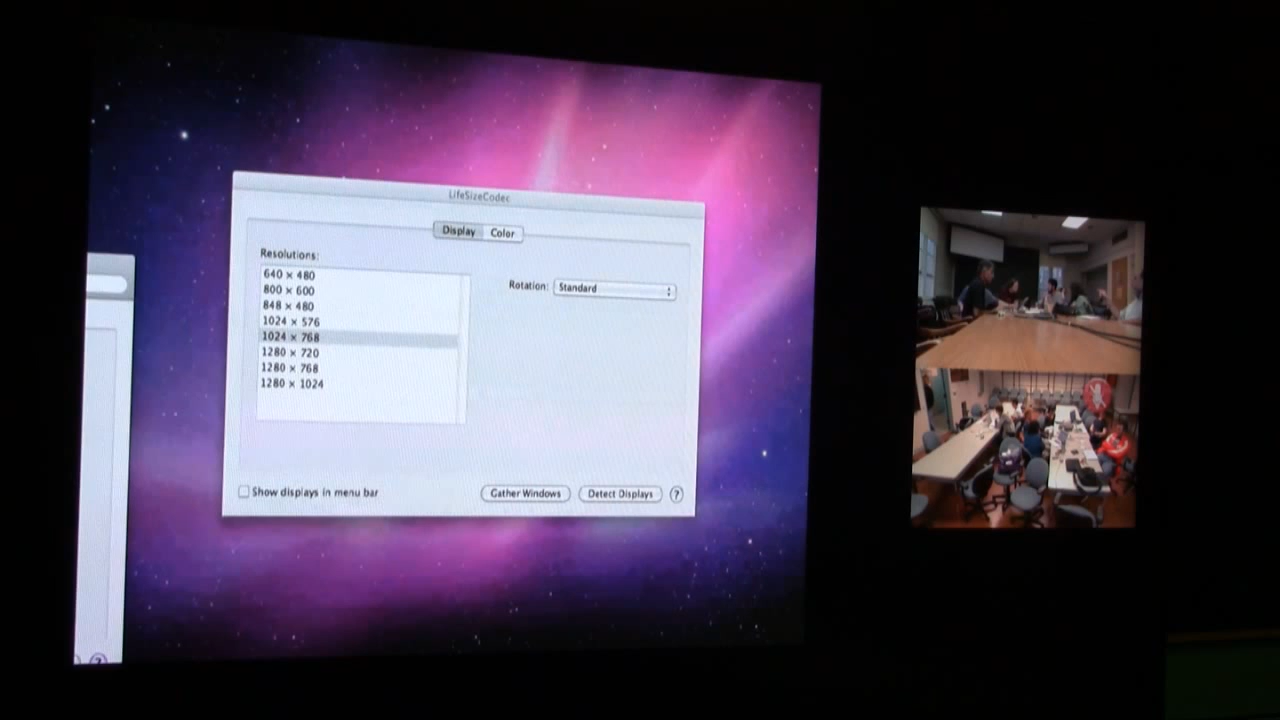 LifeSizeCodec
Display Color
Resolutions:
640 × 480
800 × 600
848 × 480
1024 × 576
1024 × 768
1280 × 720
1280 × 768
1280 × 1024
Rotation: Standard
Show displays in menu bar
Gather Windows
Detect Displays
?
?